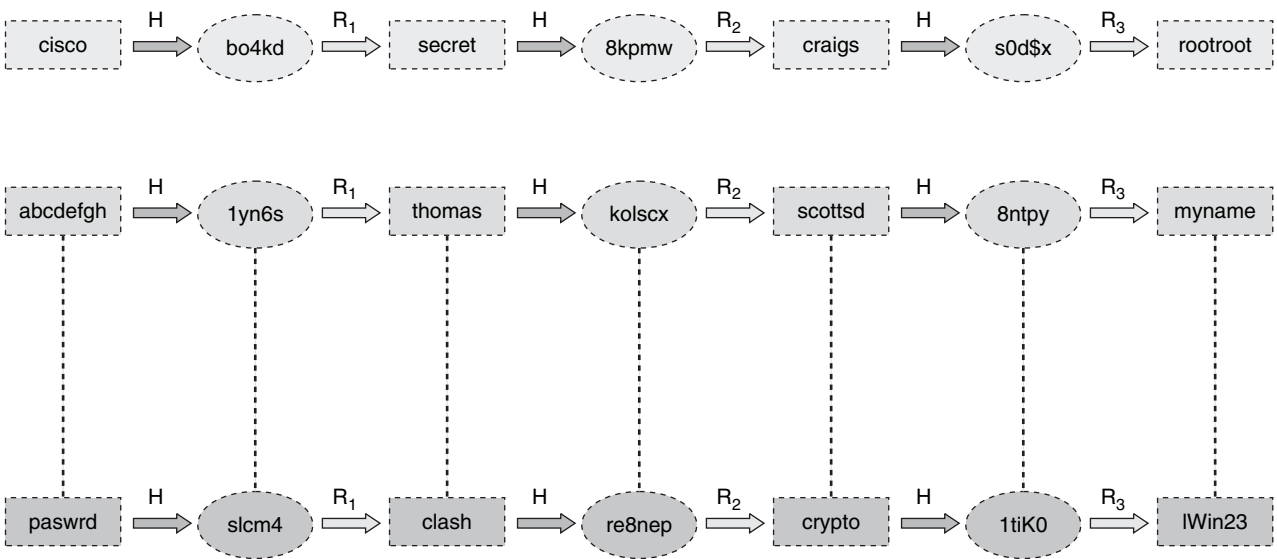 H R1 H R2 H R3
cisco bo4kd secret 8kpmw craigs s0d$x rootroot
H R1 H R2 H R3
abcdefgh 1yn6s thomas kolscx scottsd 8ntpy myname
H R1 H R2 H R3
paswrd slcm4 clash re8nep crypto 1tiK0 lWin23